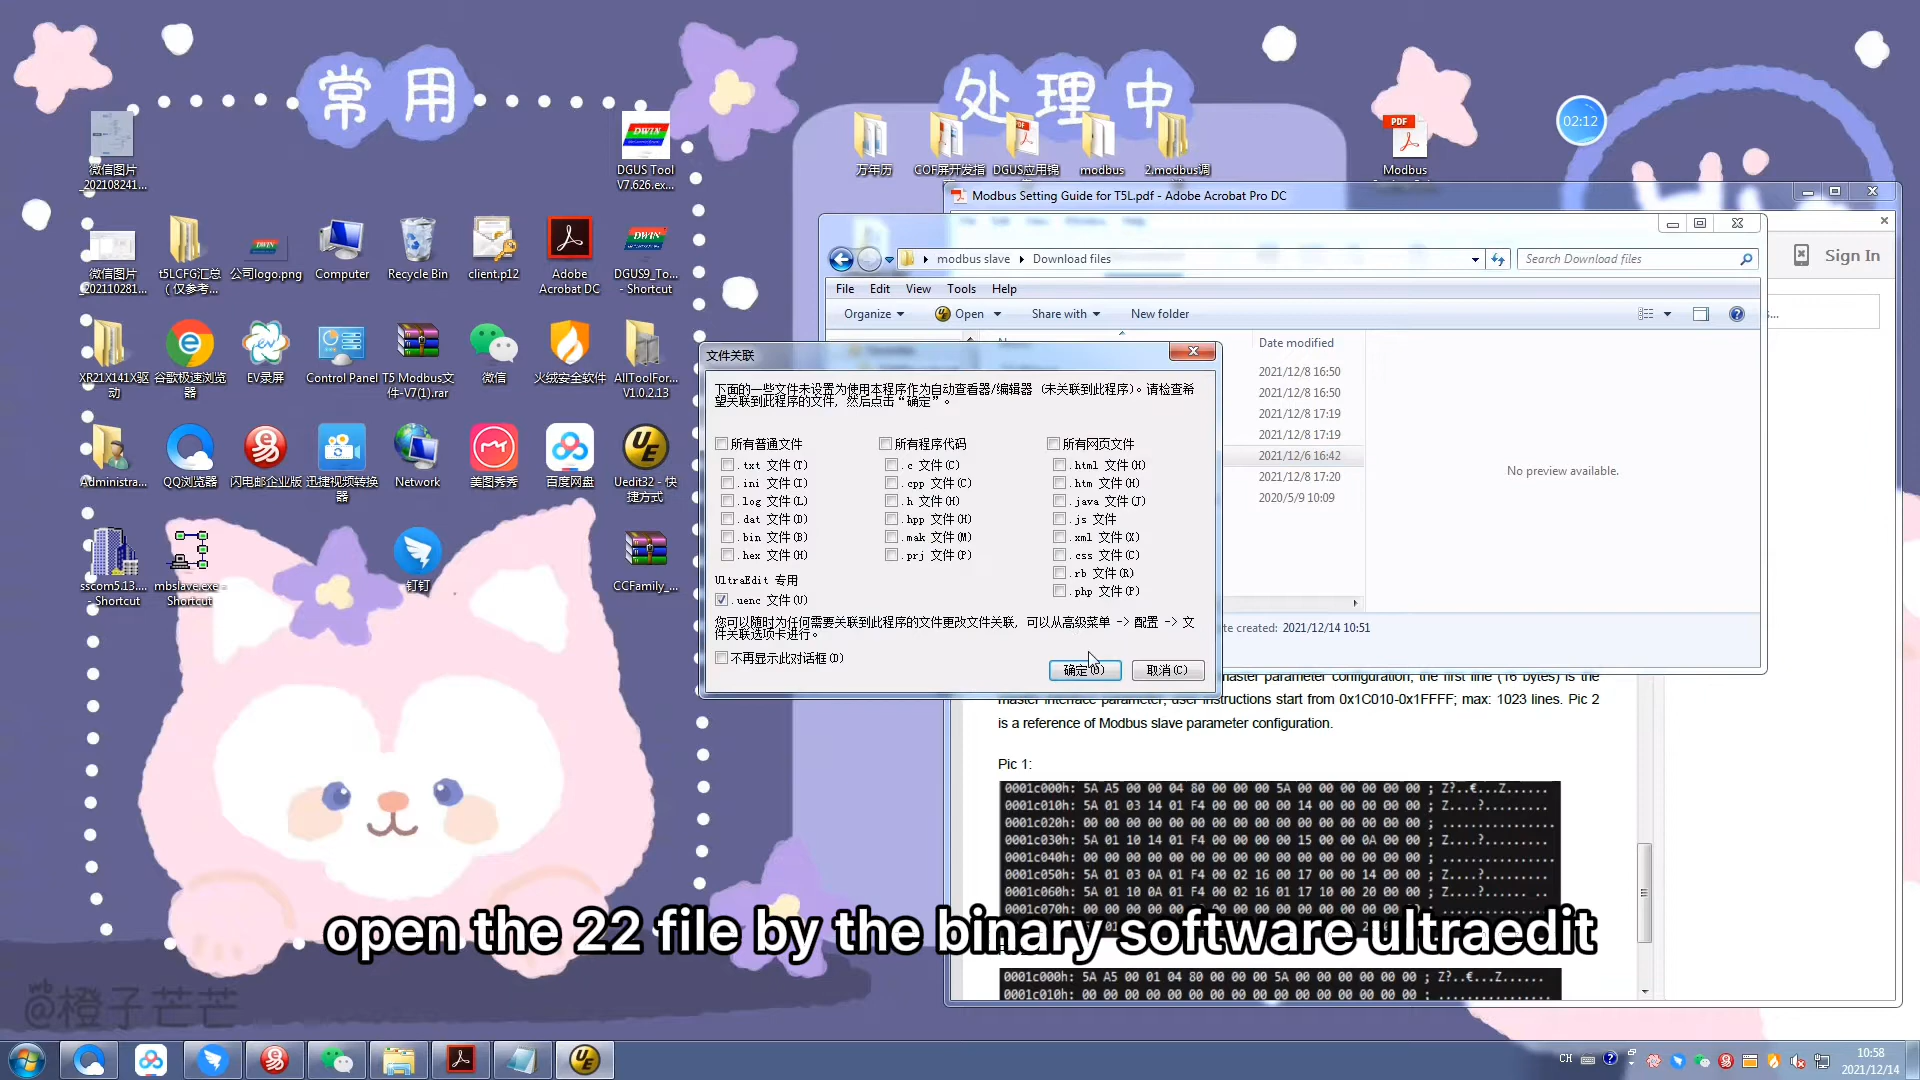 常用
处理中
02:12
微信图片
_202108241...
DGUS Tool
V7.626.ex...
万年历
COF屏开发指
DGUS应用锦
modbus
2.modbus调
Modbus
微信图片
_202110281...
t5LCFG汇总
（仅参考...
公司logo.png
Computer
Recycle Bin
client.p12
Adobe
Acrobat DC
DGUS9_To...
- Shortcut
XR21X141X驱
动
谷歌极速浏览
器
EV录屏
Control Panel
T5 Modbus文
件-V7(1).rar
微信
火绒安全软件
AllToolFor...
V1.0.2.13
Administra...
QQ浏览器
闪电邮企业版
迅捷视频转换
器
Network
美图秀秀
百度网盘
Uedit32 - 快
捷方式
sscom5.13....
- Shortcut
mbslave.exe -
Shortcut
钉钉
CCFamily_...
Modbus Setting Guide for T5L.pdf - Adobe Acrobat Pro DC
Sign In
modbus slave
Download files
Search Download files
File Edit View Tools Help
Organize Open Share with New folder
Date modified
2021/12/8 16:50
2021/12/8 16:50
2021/12/8 17:19
2021/12/8 17:19
2021/12/6 16:42
2021/12/8 17:20
2020/5/9 10:09
No preview available.
te created: 2021/12/14 10:51
文件关联
下面的一些文件未设置为使用本程序作为自动查看器/编辑器 (未关联到此程序)。请检查希
望关联到此程序的文件，然后点击“确定”。
所有普通文件 所有程序代码 所有网页文件
.txt 文件(T) .c 文件(C) .html 文件(H)
.ini 文件(I) .cpp 文件(C) .htm 文件(H)
.log 文件(L) .h 文件(H) .java 文件(J)
.dat 文件(D) .hpp 文件(H) .js 文件
.bin 文件(B) .mak 文件(M) .xml 文件(X)
.hex 文件(H) .prj 文件(P) .css 文件(C)
UltraEdit 专用 .rb 文件(R)
.uenc 文件(U) .php 文件(P)
您可以随时为任何需要关联到此程序的文件更改文件关联，可以从高级菜单 -> 配置 -> 文
件关联选项卡进行。
不再显示此对话框(D)
确定(O) 取消(C)
master parameter configuration, the first line (16 bytes) is the
master interface parameter, user instructions start from 0x1C010-0x1FFFF; max: 1023 lines. Pic 2
is a reference of Modbus slave parameter configuration.
Pic 1:
0001c000h: 5A A5 00 00 04 80 00 00 00 5A 00 00 00 00 00 00 ; Z?..€...Z......
0001c010h: 5A 01 03 14 01 F4 00 00 00 00 14 00 00 00 00 00 ; Z....?.........
0001c020h: 00 00 00 00 00 00 00 00 00 00 00 00 00 00 00 00 ; ................
0001c030h: 5A 01 10 14 01 F4 00 00 00 00 15 00 00 0A 00 00 ; Z....?.........
0001c040h: 00 00 00 00 00 00 00 00 00 00 00 00 00 00 00 00 ; ................
0001c050h: 5A 01 03 0A 01 F4 00 02 16 00 17 00 00 14 00 00 ; Z....?.........
0001c060h: 5A 01 10 0A 01 F4 00 02 16 01 17 10 00 20 00 00 ; Z....?....... ..
0001c070h:
open the 22 file by the binary software ultraedit
0001c000h: 5A A5 00 01 04 80 00 00 00 5A 00 00 00 00 00 00 ; Z?..€...Z......
0001c010h: 00 00 00 00 00 00 00 00 00 00 00 00 00 00 00 00 ; ................
@橙子芒芒
CH
10:58
2021/12/14